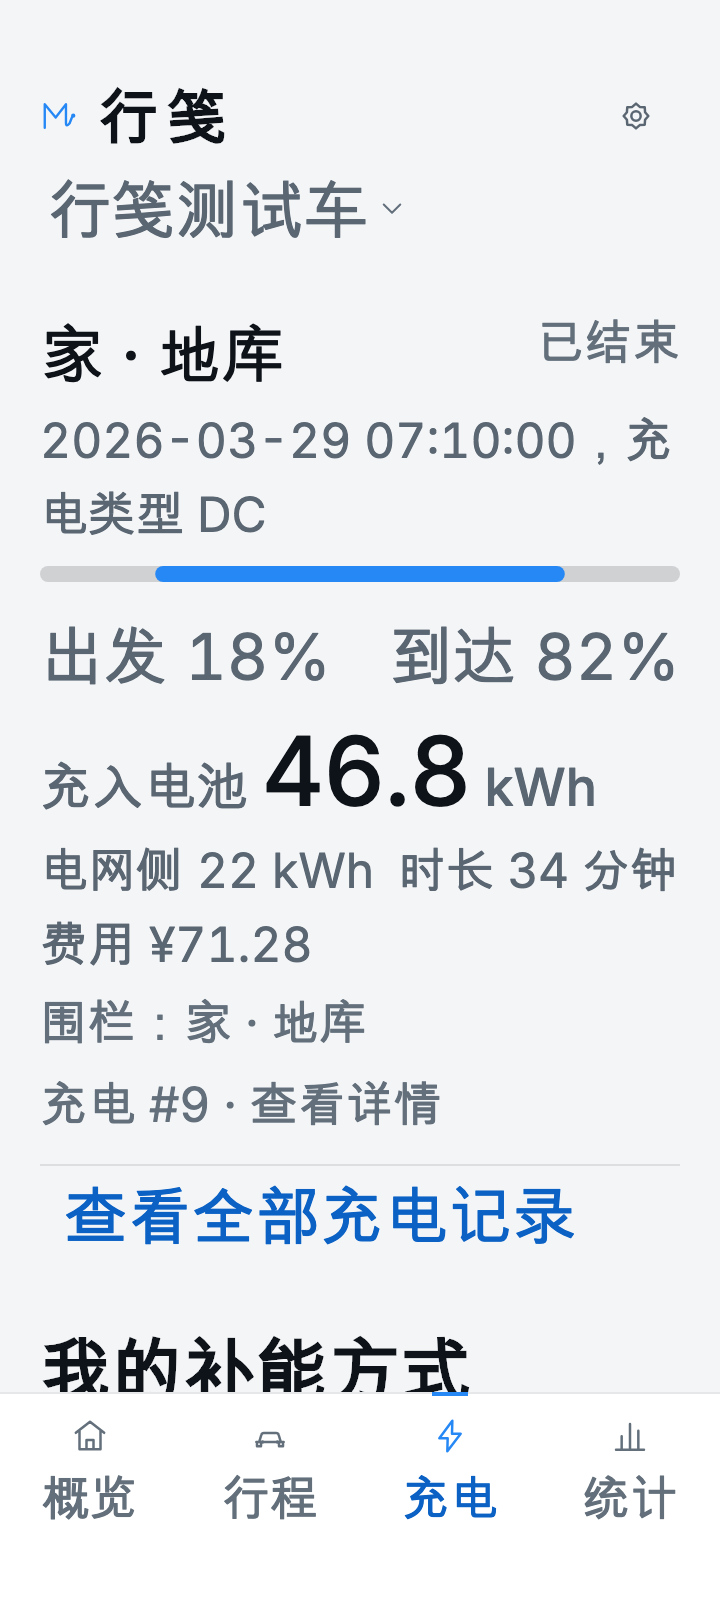 行笺
行笺测试车
家 · 地库
已结束
2026-03-29 07:10:00，充
电类型 DC
出发 18% 到达 82%
充入电池 46.8 kWh
电网侧 22 kWh 时长 34 分钟
费用 ¥71.28
围栏：家 · 地库
充电 #9 · 查看详情
查看全部充电记录
我的补能方式
概览 行程 充电 统计